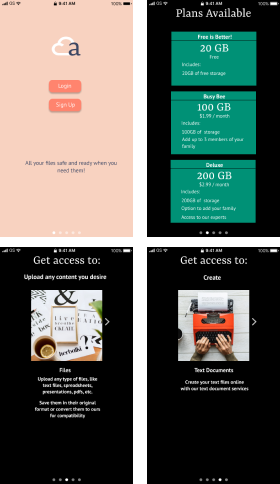 9:41 AM
100%
a
Login
Sign Up
All your files safe and ready when you
need them!
9:41 AM
100%
Plans Available
Free is Better!
20 GB
Free
Includes:
20GB of free storage
Busy Bee
100 GB
$1.99 / month
Includes:
100GB of storage
Add up to 3 members of your
family
Deluxe
200 GB
$2.99 / month
Includes:
200GB of storage
Option to add your family
Access to our experts
9:41 AM
100%
Get access to:
Upload any content you desire
&
CREATE
Files
Upload any type of files, like
text files, spreadsheets,
presentations, pdfs, etc.
Save them in their original
format or convert them to ours
for compatibility
9:41 AM
100%
Get access to:
Create
Text Documents
Create your text files online
with our text document services